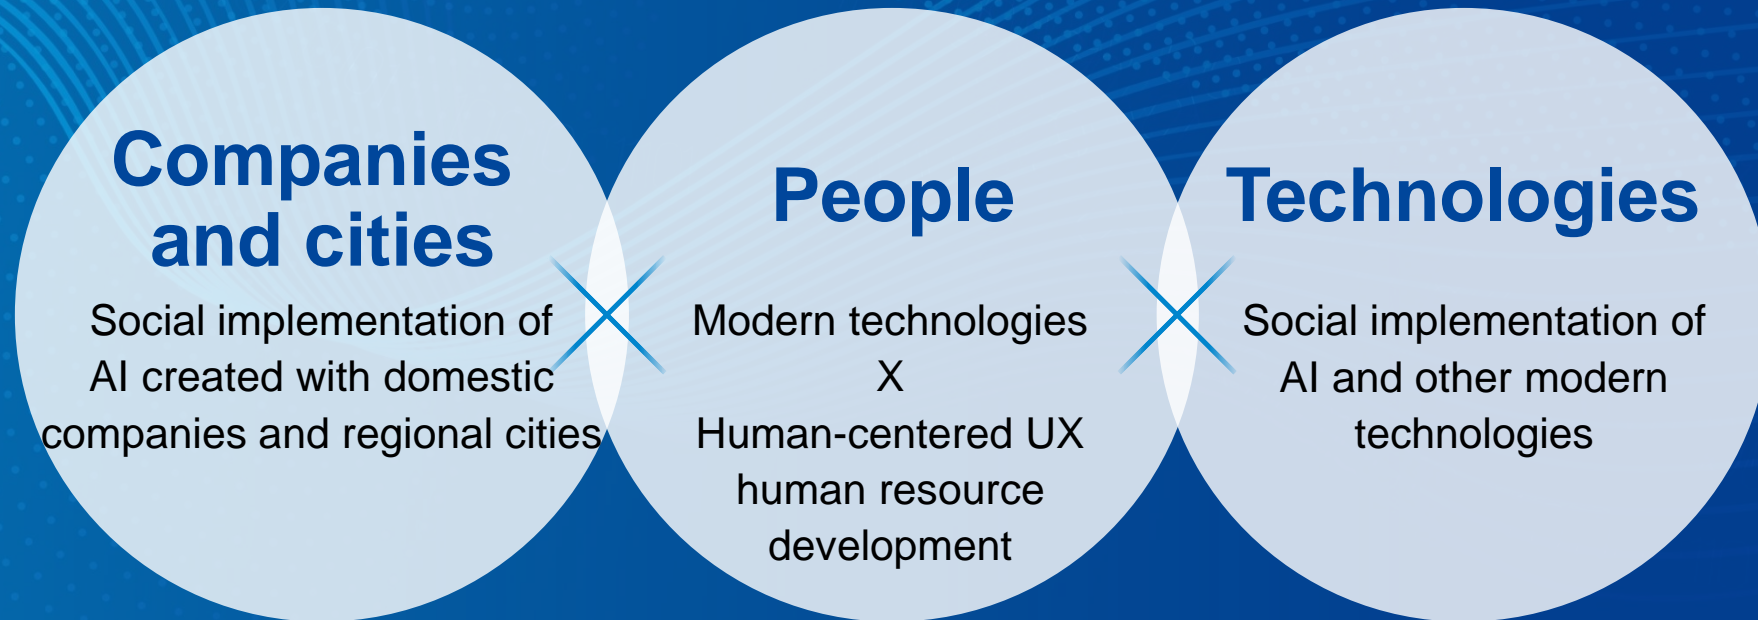 Companies
and cities
Social implementation of
AI created with domestic
companies and regional cities
People
Modern technologies
X
Human-centered UX
human resource
development
Technologies
Social implementation of
AI and other modern
technologies